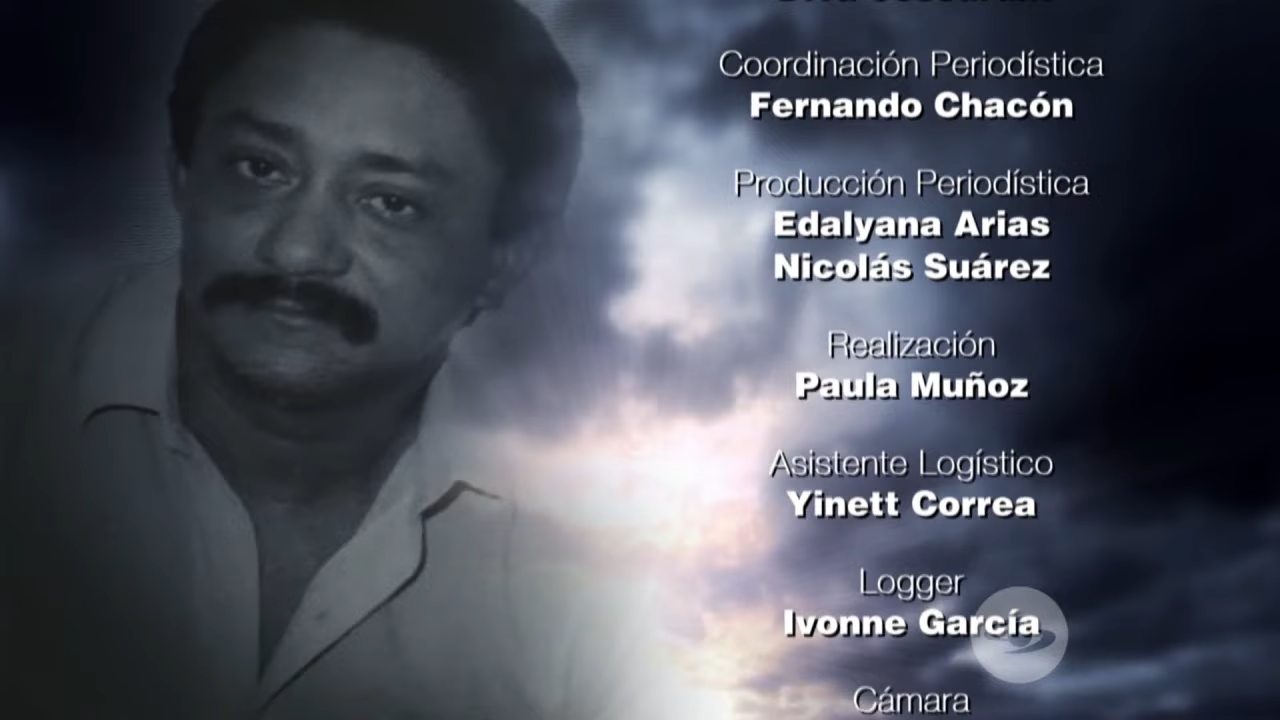 Coordinación Periodística
Fernando Chacón
Producción Periodística
Edalyana Arias
Nicolás Suárez
Realización
Paula Muñoz
Asistente Logístico
Yinett Correa
Logger
Ivonne García
Cámara